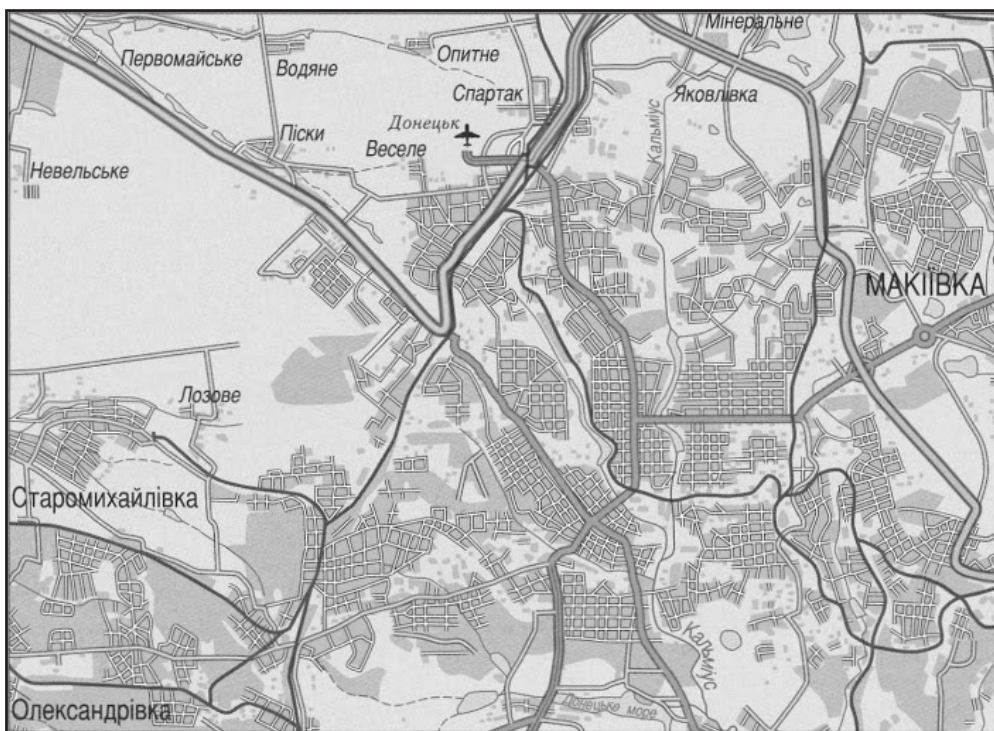 Мінеральне
Опитне
Первомайське
Водяне
Спартак
Яковлівка
Донецьк
Кальміус
Піски
Веселе
Невельське
МАКІЇВКА
Лозове
Старомихайлівка
Кальміус
Донецьке море
Олександрівка